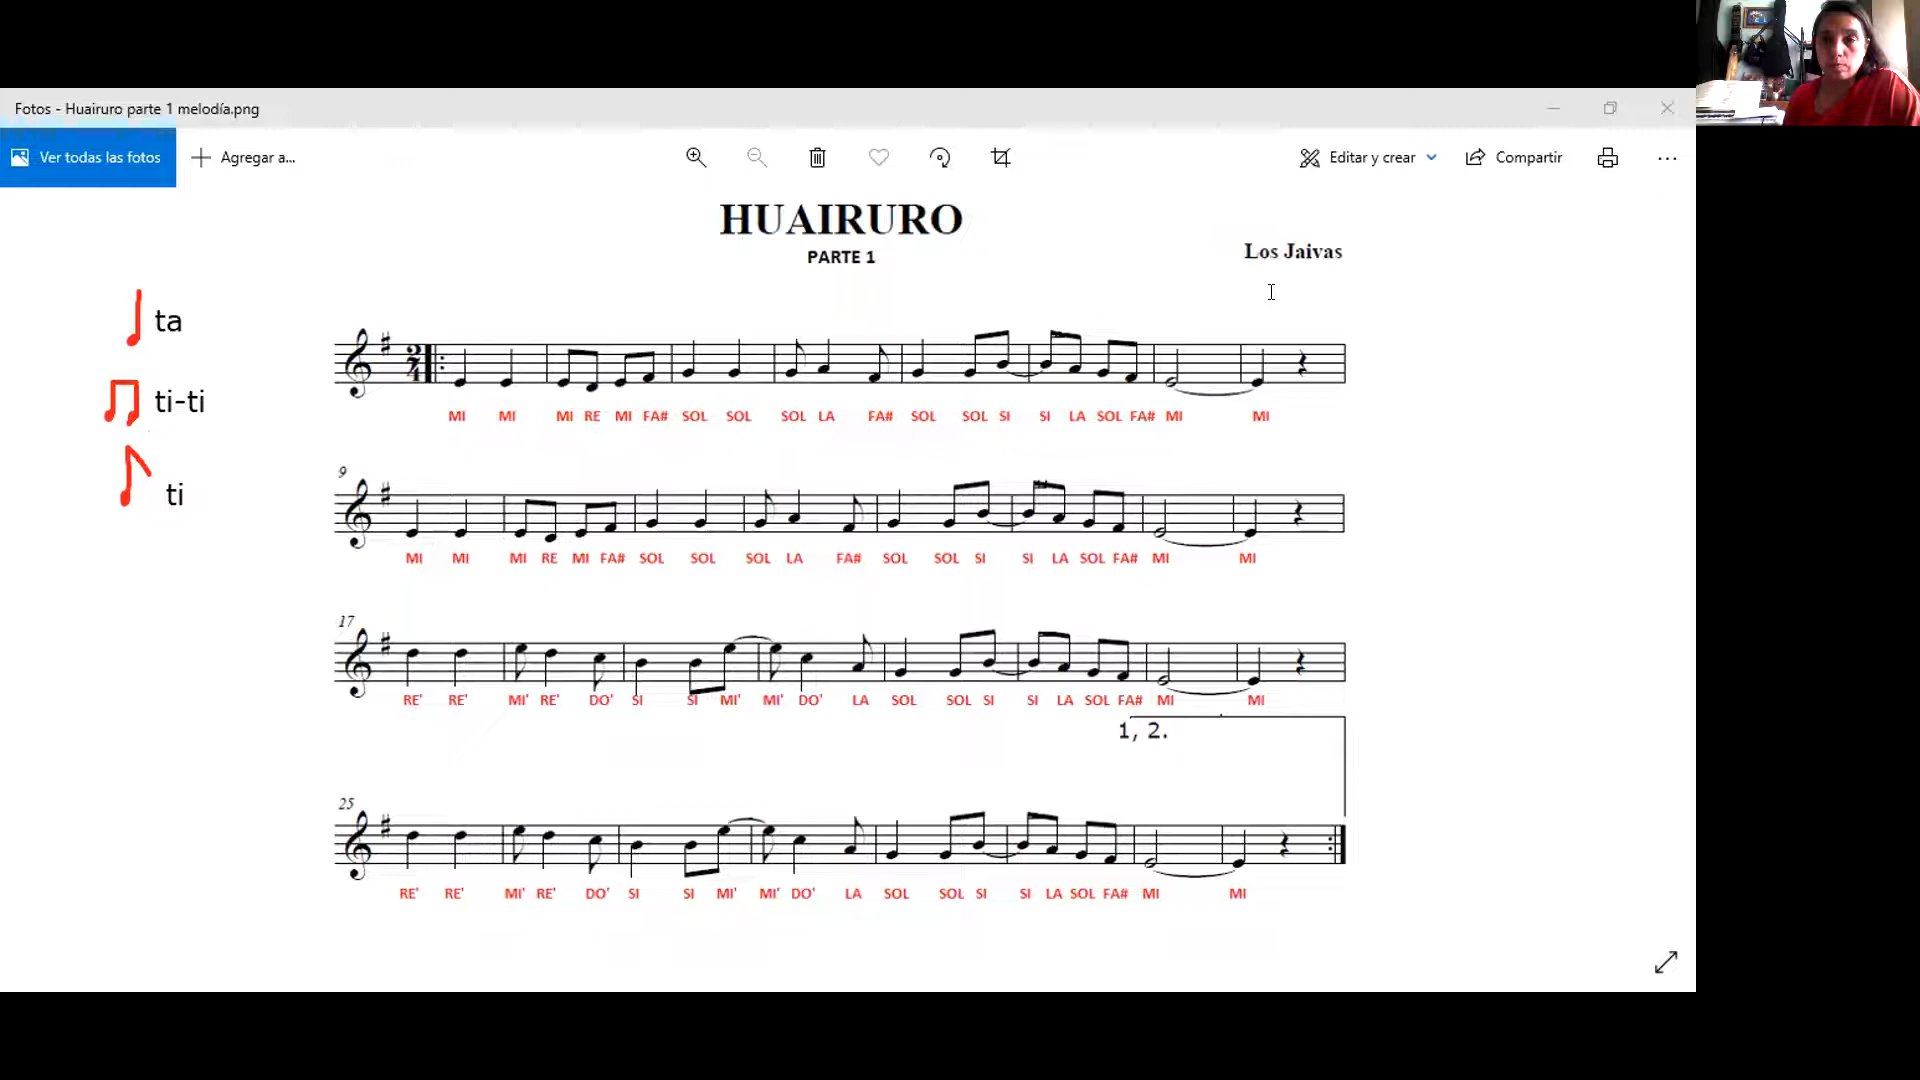 Fotos - Huairuro parte 1 melodía.png
Ver todas las fotos Agregar a... Editar y crear Compartir
HUAIRURO
PARTE 1
Los Jaivas
ta
ti-ti
ti
2
4
MI MI MI RE MI FA# SOL SOL SOL LA FA# SOL SOL SI SI LA SOL FA# MI MI
9
MI MI MI RE MI FA# SOL SOL SOL LA FA# SOL SOL SI SI LA SOL FA# MI MI
17
RE' RE' MI' RE' DO' SI SI MI' MI' DO' LA SOL SOL SI SI LA SOL FA# MI MI
1, 2.
25
RE' RE' MI' RE' DO' SI SI MI' MI' DO' LA SOL SOL SI SI LA SOL FA# MI MI